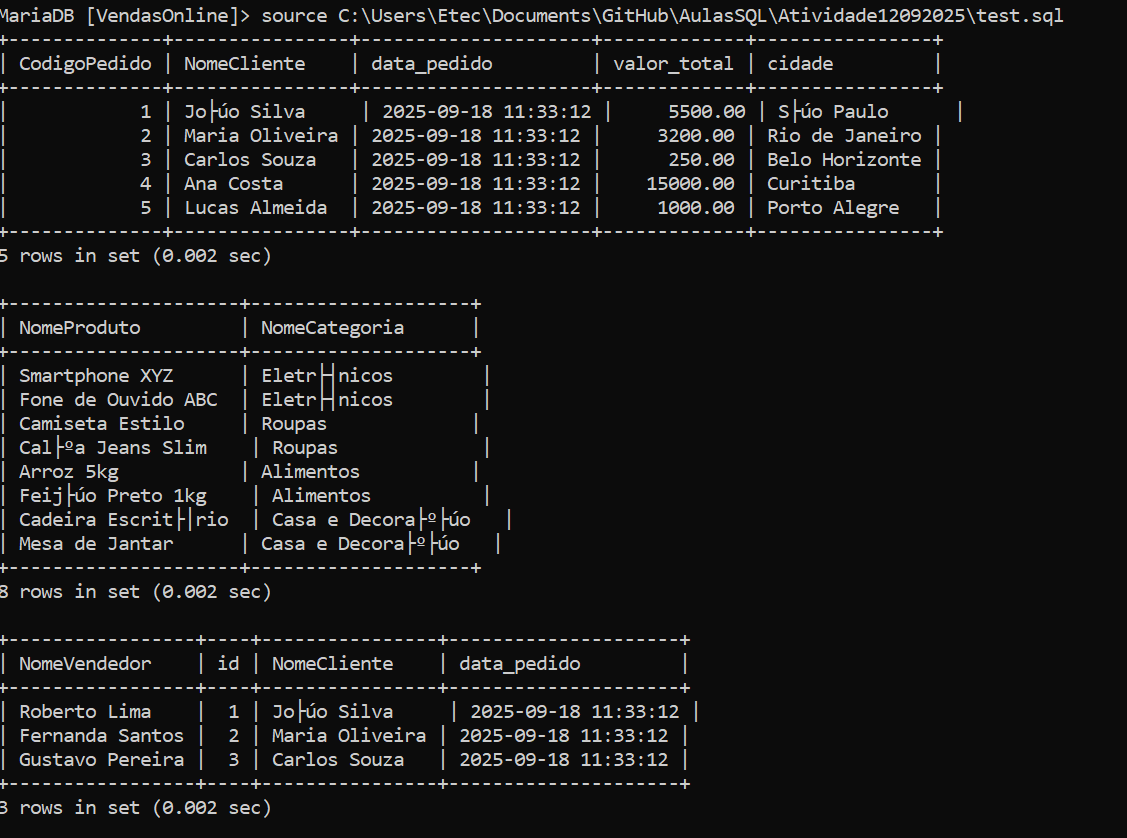 MariaDB [VendasOnline]> source C:\Users\Etec\Documents\GitHub\AulasSQL\Atividade12092025\test.sql
+--------------+-----------------+---------------------+-------------+----------------+
| CodigoPedido | NomeCliente     | data_pedido         | valor_total | cidade         |
+--------------+-----------------+---------------------+-------------+----------------+
|            1 | Jo├úo Silva     | 2025-09-18 11:33:12 |     5500.00 | S├úo Paulo      |
|            2 | Maria Oliveira | 2025-09-18 11:33:12 |     3200.00 | Rio de Janeiro |
|            3 | Carlos Souza   | 2025-09-18 11:33:12 |      250.00 | Belo Horizonte |
|            4 | Ana Costa      | 2025-09-18 11:33:12 |    15000.00 | Curitiba       |
|            5 | Lucas Almeida  | 2025-09-18 11:33:12 |     1000.00 | Porto Alegre   |
+--------------+-----------------+---------------------+-------------+----------------+
5 rows in set (0.002 sec)
+----------------------+--------------------+
| NomeProduto          | NomeCategoria      |
+----------------------+--------------------+
| Smartphone XYZ       | Eletr├┤nicos        |
| Fone de Ouvido ABC   | Eletr├┤nicos        |
| Camiseta Estilo      | Roupas             |
| Cal├ºa Jeans Slim    | Roupas             |
| Arroz 5kg            | Alimentos          |
| Feij├úo Preto 1kg    | Alimentos          |
| Cadeira Escrit├│rio  | Casa e Decora├º├úo   |
| Mesa de Jantar       | Casa e Decora├º├úo   |
+----------------------+--------------------+
8 rows in set (0.002 sec)
+-----------------+----+----------------+---------------------+
| NomeVendedor    | id | NomeCliente    | data_pedido         |
+-----------------+----+----------------+---------------------+
| Roberto Lima    |  1 | Jo├úo Silva     | 2025-09-18 11:33:12 |
| Fernanda Santos |  2 | Maria Oliveira | 2025-09-18 11:33:12 |
| Gustavo Pereira |  3 | Carlos Souza   | 2025-09-18 11:33:12 |
+-----------------+----+----------------+---------------------+
3 rows in set (0.002 sec)